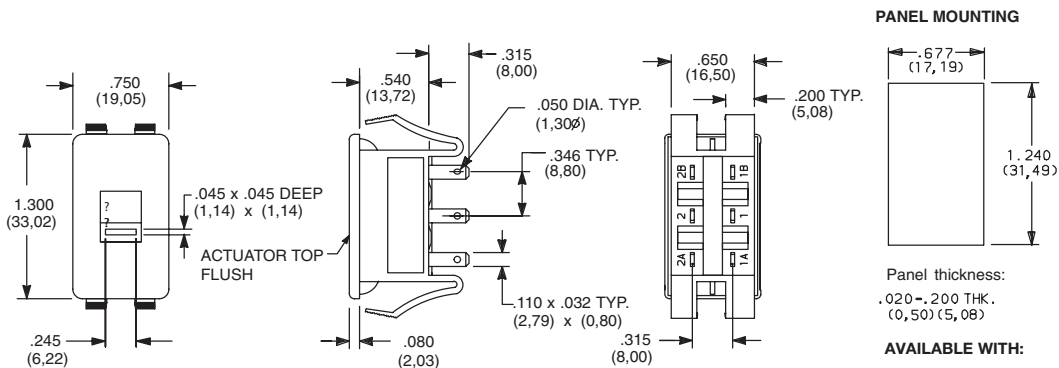 PANEL MOUNTING
.750
(19,05)
1.300
(33,02)
?
?
.045 x .045 DEEP
(1,14) x (1,14)
.245
(6,22)
.540
(13,72)
.315
(8,00)
.050 DIA. TYP.
(1,30ø)
.346 TYP.
(8,80)
ACTUATOR TOP
FLUSH
.110 x .032 TYP.
(2,79) x (0,80)
.080
(2,03)
.650
(16,50)
.200 TYP.
(5,08)
2B
1B
2
1
2A
1A
.315
(8,00)
.677
(17,19)
1.240
(31,49)
Panel thickness:
.020-.200 THK.
(0,50)(5,08)
AVAILABLE WITH: